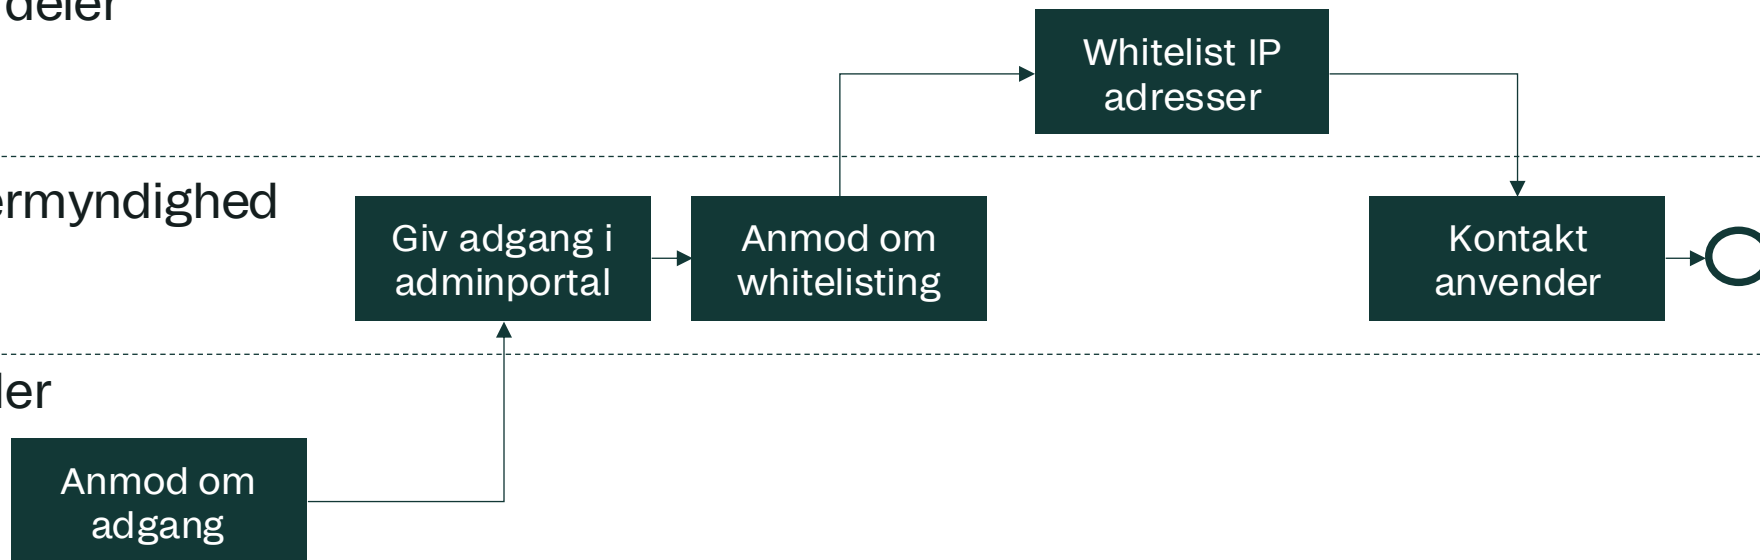 deler
Whitelist IP
adresser
ermyndighed
Giv adgang i
adminportal
Anmod om
whitelisting
Kontakt
anvender
ler
Anmod om
adgang